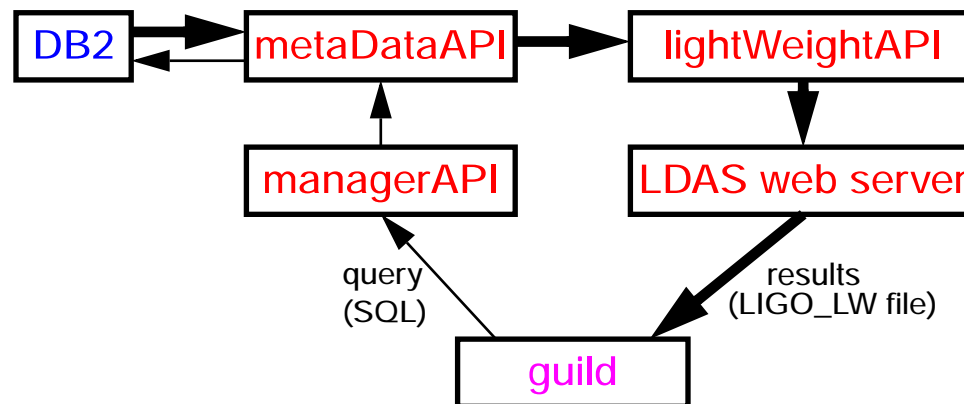 DB2
metaDataAPI
lightWeightAPI
managerAPI
LDAS web server
query
(SQL)
results
(LIGO_LW file)
guild